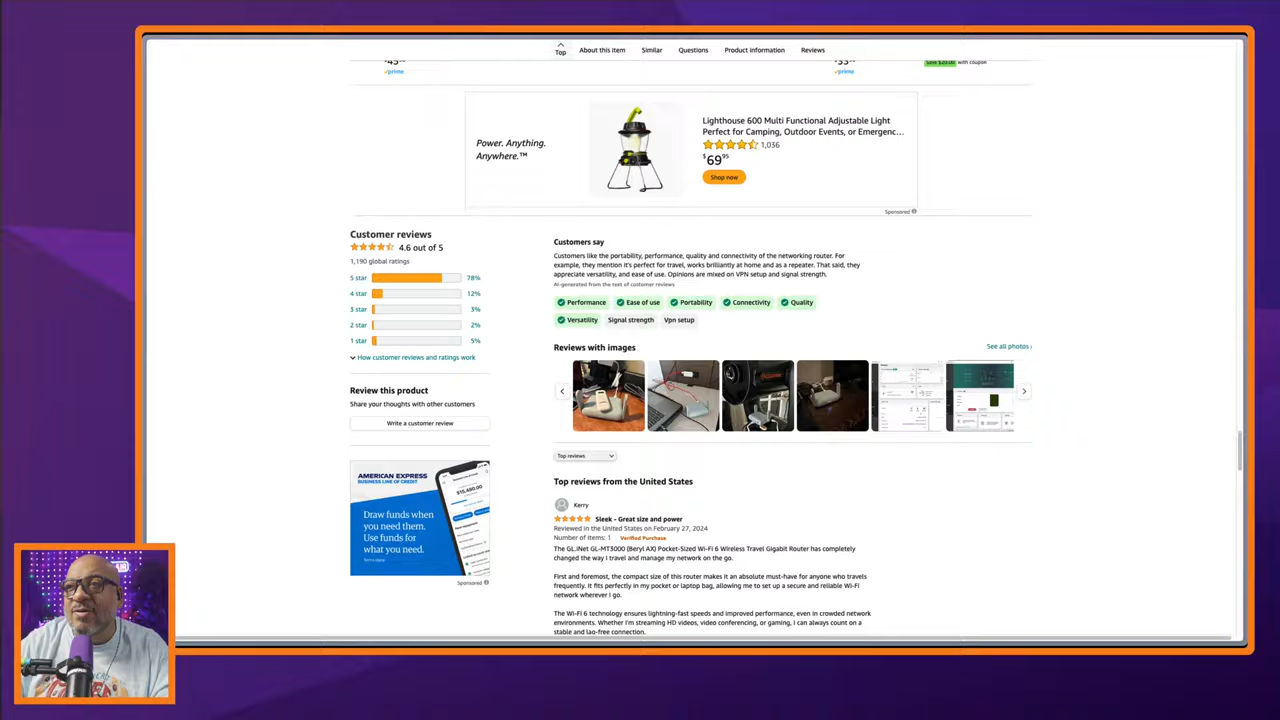 Top
About this item
Similar
Questions
Product information
Reviews
prime
prime
Save $20.00 with coupon
Power. Anything.
Anywhere.™
Lighthouse 600 Multi Functional Adjustable Light
Perfect for Camping, Outdoor Events, or Emergenc...
1,036
$69⁹⁵
Shop now
Sponsored
Customer reviews
4.6 out of 5
1,190 global ratings
5 star 78%
4 star 12%
3 star 3%
2 star 2%
1 star 5%
How customer reviews and ratings work
Review this product
Share your thoughts with other customers
Write a customer review
AMERICAN EXPRESS
BUSINESS LINE OF CREDIT
Draw funds when
you need them.
Use funds for
what you need.
Sponsored
Customers say
Customers like the portability, performance, quality and connectivity of the networking router. For
example, they mention it's perfect for travel, works brilliantly at home and as a repeater. That said, they
appreciate versatility, and ease of use. Opinions are mixed on VPN setup and signal strength.
AI-generated from the text of customer reviews
Performance
Ease of use
Portability
Connectivity
Quality
Versatility
Signal strength
Vpn setup
Reviews with images
See all photos
Top reviews
Top reviews from the United States
Kerry
Sleek - Great size and power
Reviewed in the United States on February 27, 2024
Number of Items: 1 Verified Purchase
The GL.iNet GL-MT3000 (Beryl AX) Pocket-Sized Wi-Fi 6 Wireless Travel Gigabit Router has completely
changed the way I travel and manage my network on the go.
First and foremost, the compact size of this router makes it an absolute must-have for anyone who travels
frequently. It fits perfectly in my pocket or laptop bag, allowing me to set up a secure and reliable Wi-Fi
network wherever I go.
The Wi-Fi 6 technology ensures lightning-fast speeds and improved performance, even in crowded network
environments. Whether I'm streaming HD videos, video conferencing, or gaming, I can always count on a
stable and lag-free connection.